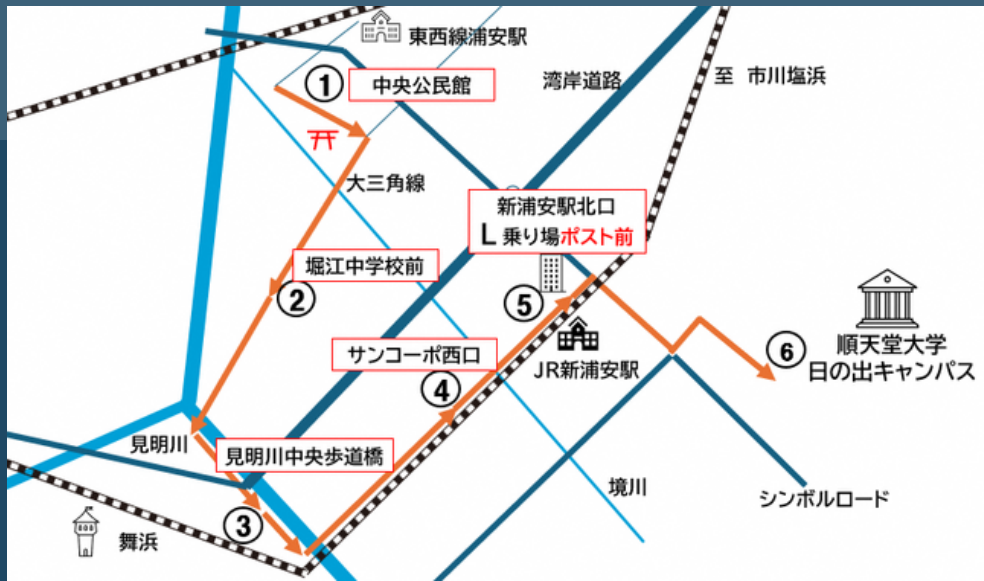 東西線浦安駅
①
中央公民館
湾岸道路
至 市川塩浜
大三角線
新浦安駅北口
L 乗り場ポスト前
堀江中学校前
②
⑤
サンコーポ西口
JR新浦安駅
④
⑥
順天堂大学
日の出キャンパス
見明川
見明川中央歩道橋
境川
シンボルロード
③
舞浜